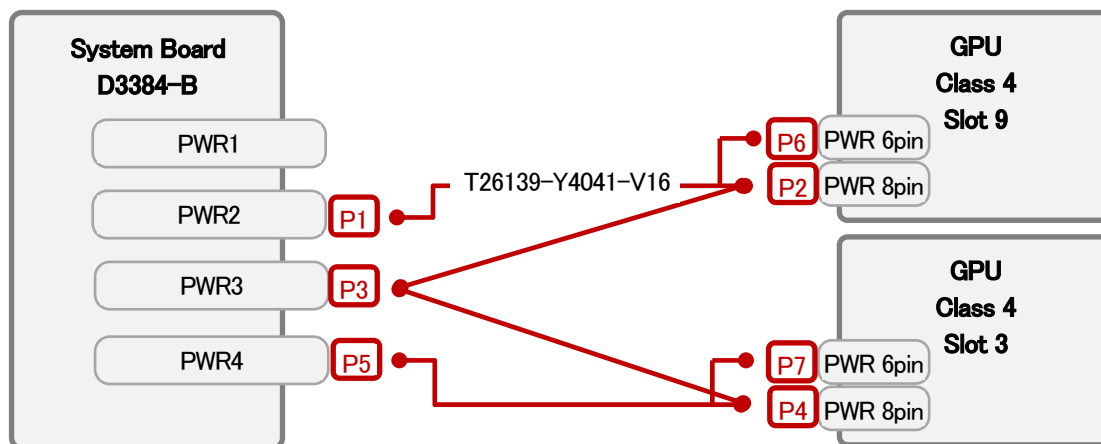 System Board
D3384-B
PWR1
PWR2
P1
PWR3
P3
PWR4
P5
T26139-Y4041-V16
GPU
Class 4
Slot 9
P6
PWR 6pin
P2
PWR 8pin
GPU
Class 4
Slot 3
P7
PWR 6pin
P4
PWR 8pin